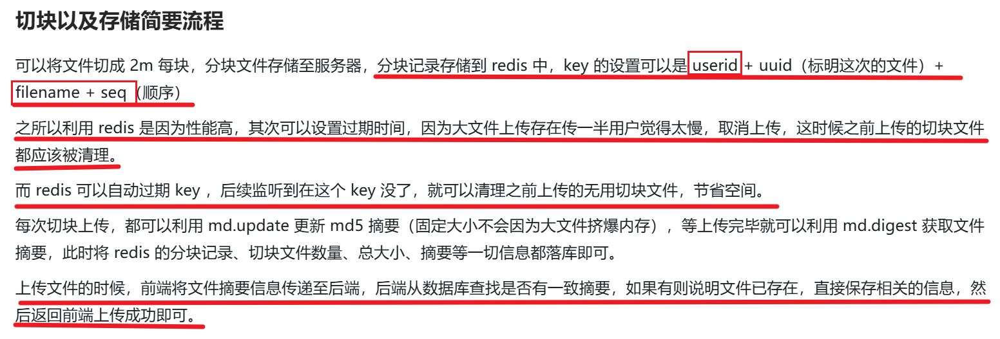 切块以及存储简要流程
可以将文件切成 2m 每块，分块文件存储至服务器，分块记录存储到 redis 中，key 的设置可以是 userid + uuid（标明这次的文件）+
filename + seq（顺序）
之所以利用 redis 是因为性能高，其次可以设置过期时间，因为大文件上传存在传一半用户觉得太慢，取消上传，这时候之前上传的切块文件
都应该被清理。
而 redis 可以自动过期 key ，后续监听到在这个 key 没了，就可以清理之前上传的无用切块文件，节省空间。
每次切块上传，都可以利用 md.update 更新 md5 摘要（固定大小不会因为大文件挤爆内存），等上传完毕就可以利用 md.digest 获取文件
摘要，此时将 redis 的分块记录、切块文件数量、总大小、摘要等一切信息都落库即可。
上传文件的时候，前端将文件摘要信息传递至后端，后端从数据库查找是否有一致摘要，如果有则说明文件已存在，直接保存相关的信息，然
后返回前端上传成功即可。